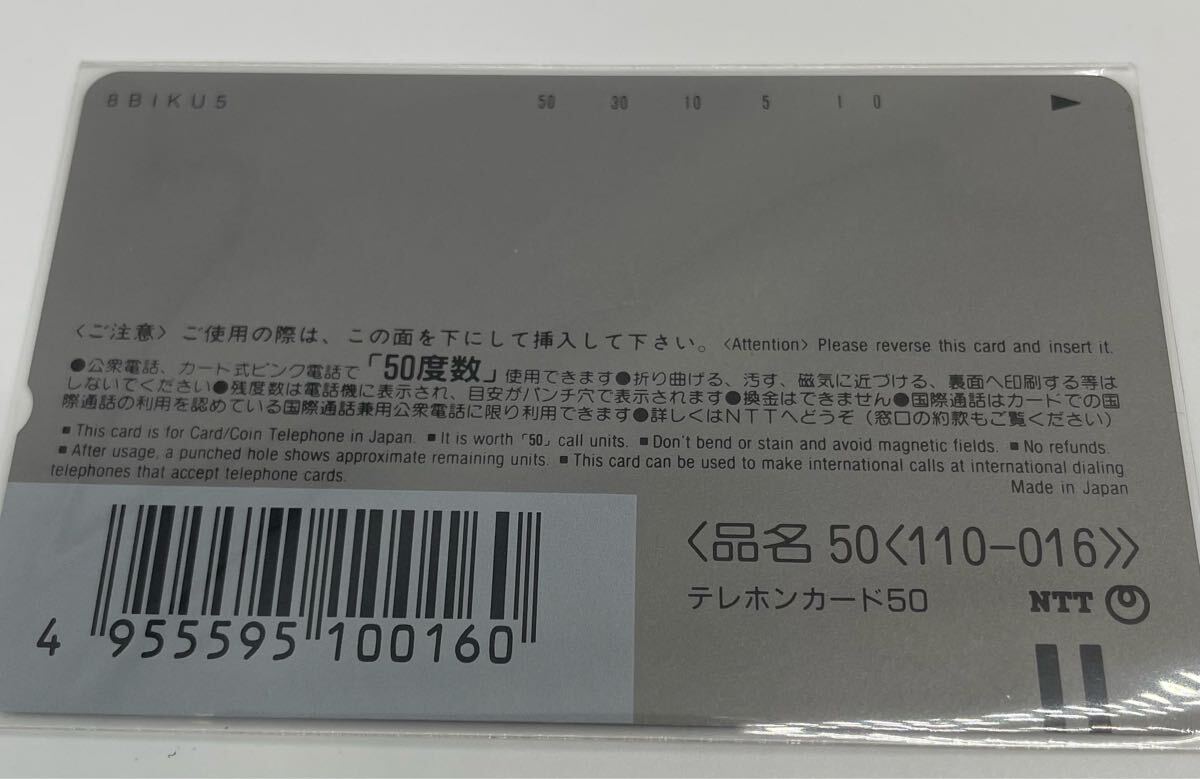 8BIKU5 50 30 10 5 1 0
〈ご注意〉ご使用の際は、この面を下にして挿入して下さい。〈Attention〉Please reverse this card and insert it.
●公衆電話、カード式ピンク電話で「50度数」使用できます●折り曲げる、汚す、磁気に近づける、裏面へ印刷する等は
しないでください●残度数は電話機に表示され、目安がパンチ穴で表示されます●換金はできません●国際通話はカードでの国
際通話の利用を認めている国際通話兼用公衆電話に限り利用できます●詳しくはNTTへどうぞ(窓口の約款もご覧ください)
■This card is for Card/Coin Telephone in Japan. ■It is worth「50」call units. ■Don't bend or stain and avoid magnetic fields. ■No refunds.
■After usage, a punched hole shows approximate remaining units. ■This card can be used to make international calls at international dialing
telephones that accept telephone cards.
Made in Japan
〈品名 50〈110-016〉〉
テレホンカード50 NTT
4 955595 100160